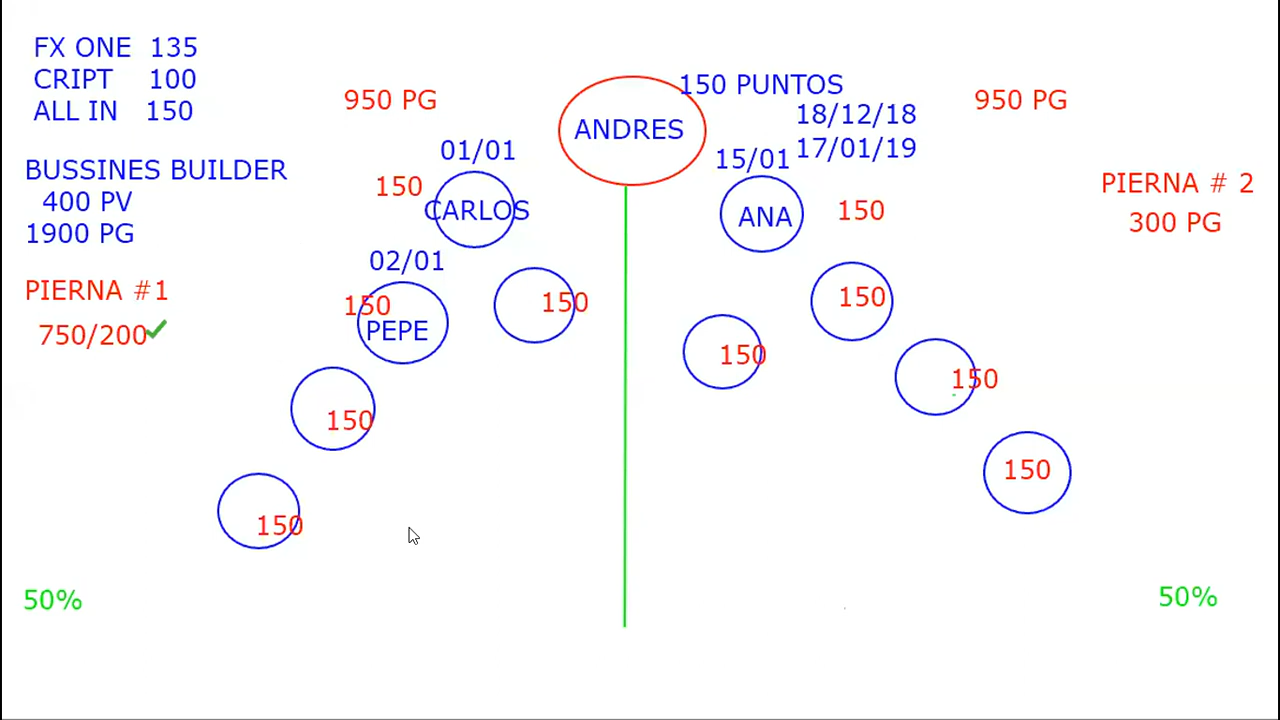 FX ONE 135
CRIPT 100
ALL IN 150
BUSSINES BUILDER
400 PV
1900 PG
PIERNA #1
750/200
950 PG
ANDRES
150 PUNTOS
18/12/18
17/01/19
950 PG
PIERNA # 2
300 PG
01/01
150
CARLOS
02/01
150
PEPE
150
150
150
15/01
ANA
150
150
150
150
150
50%
50%